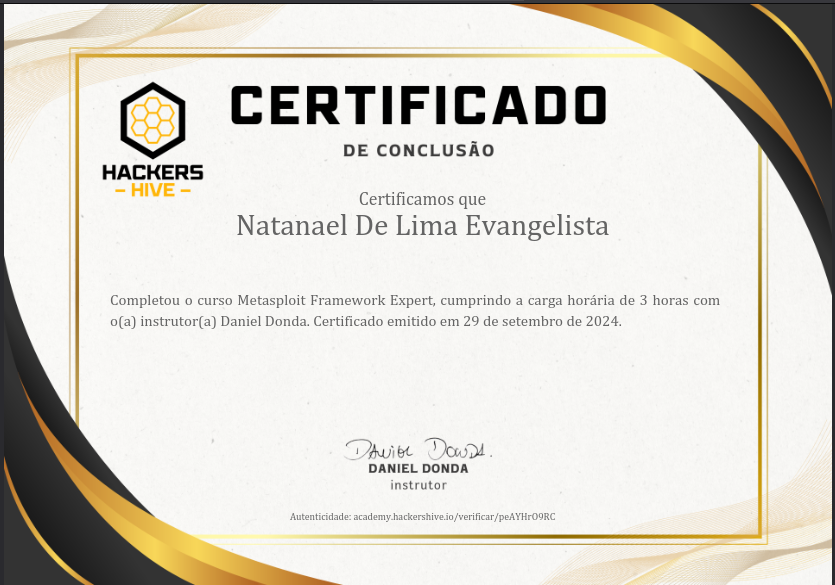 CERTIFICADO
DE CONCLUSÃO
HACKERS
HIVE
Certificamos que
Natanael De Lima Evangelista
Completou o curso Metasploit Framework Expert, cumprindo a carga horária de 3 horas com
o(a) instrutor(a) Daniel Donda. Certificado emitido em 29 de setembro de 2024.
Daniel Donda.
DANIEL DONDA
instrutor
Autenticidade: academy.hackershive.io/verificar/peAYHrO9RC